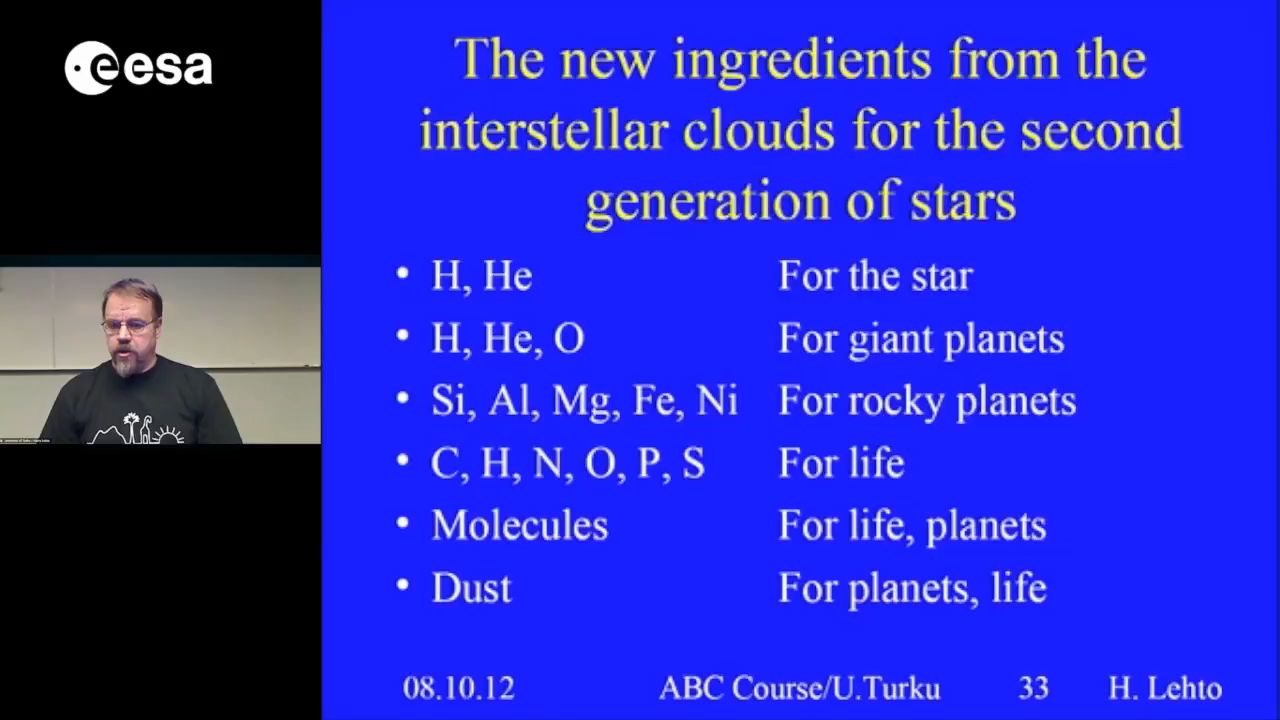 esa
The new ingredients from the
interstellar clouds for the second
generation of stars
• H, He For the star
• H, He, O For giant planets
• Si, Al, Mg, Fe, Ni For rocky planets
• C, H, N, O, P, S For life
• Molecules For life, planets
• Dust For planets, life
08.10.12 ABC Course/U.Turku 33 H. Lehto